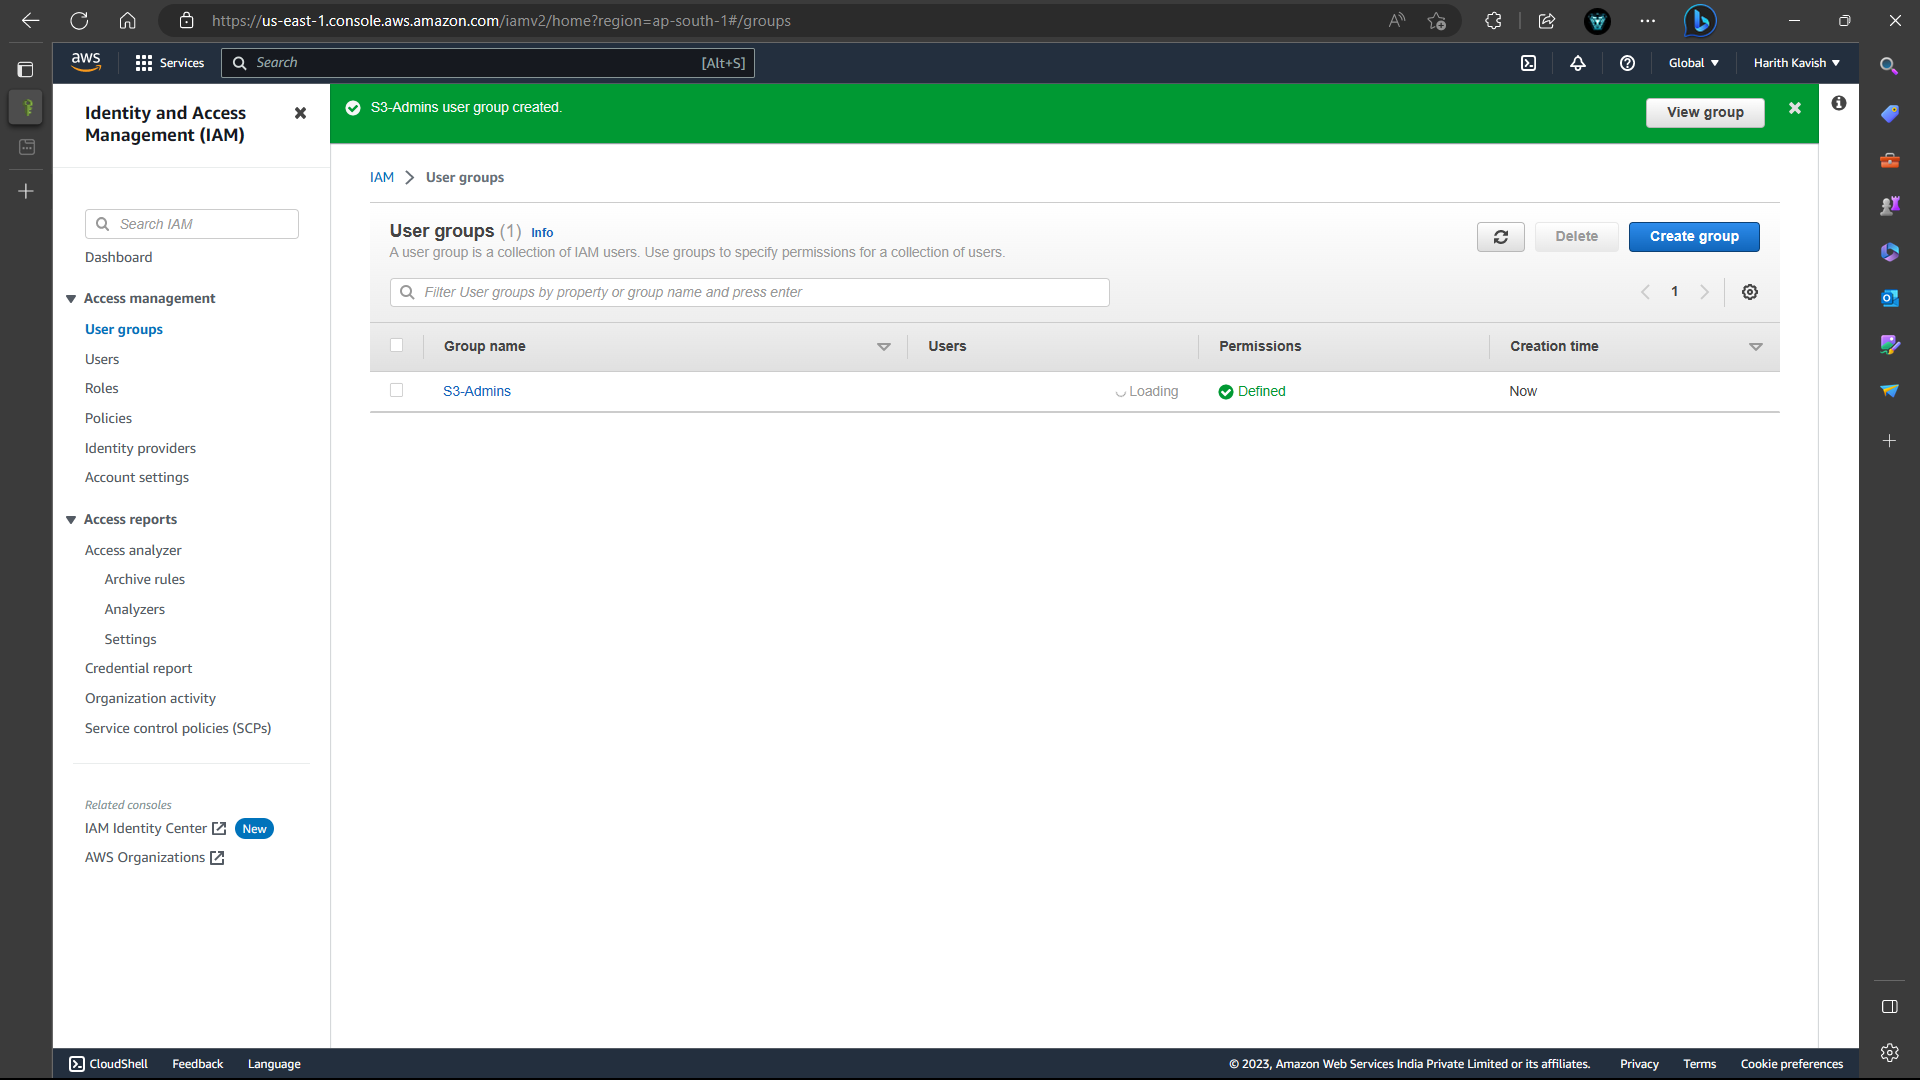 https://us-east-1.console.aws.amazon.com/iamv2/home?region=ap-south-1#/groups
aws
Services
Search
[Alt+S]
Global
Harith Kavish
Identity and Access
Management (IAM)
Search IAM
Dashboard
Access management
User groups
Users
Roles
Policies
Identity providers
Account settings
Access reports
Access analyzer
Archive rules
Analyzers
Settings
Credential report
Organization activity
Service control policies (SCPs)
Related consoles
IAM Identity Center
New
AWS Organizations
S3-Admins user group created.
View group
IAM
User groups
User groups (1) Info
A user group is a collection of IAM users. Use groups to specify permissions for a collection of users.
Delete
Create group
Filter User groups by property or group name and press enter
1
Group name
Users
Permissions
Creation time
S3-Admins
Loading
Defined
Now
CloudShell
Feedback
Language
© 2023, Amazon Web Services India Private Limited or its affiliates.
Privacy
Terms
Cookie preferences